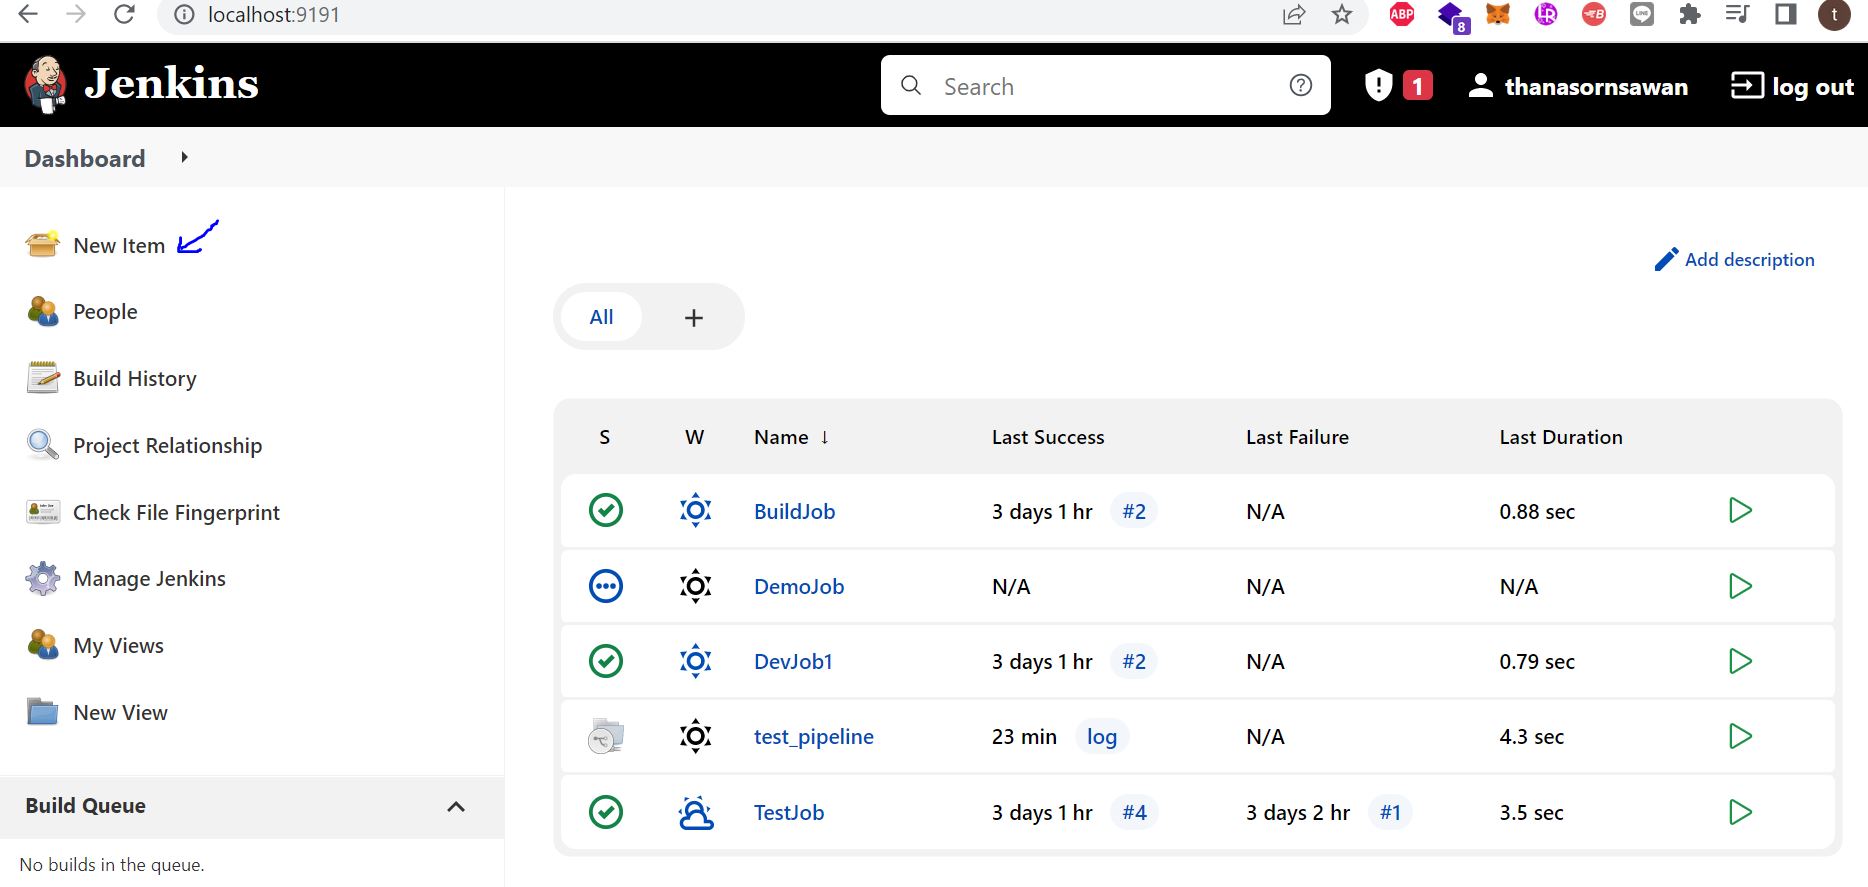 localhost:9191
ABP
8
LR
B
LINE
t
Jenkins
Search
1
thanasornsawan
log out
Dashboard
New Item
People
Build History
Project Relationship
Check File Fingerprint
Manage Jenkins
My Views
New View
Build Queue
No builds in the queue.
Add description
All +
S W Name ↓ Last Success Last Failure Last Duration
BuildJob 3 days 1 hr #2 N/A 0.88 sec
DemoJob N/A N/A N/A
DevJob1 3 days 1 hr #2 N/A 0.79 sec
test_pipeline 23 min log N/A 4.3 sec
TestJob 3 days 1 hr #4 3 days 2 hr #1 3.5 sec